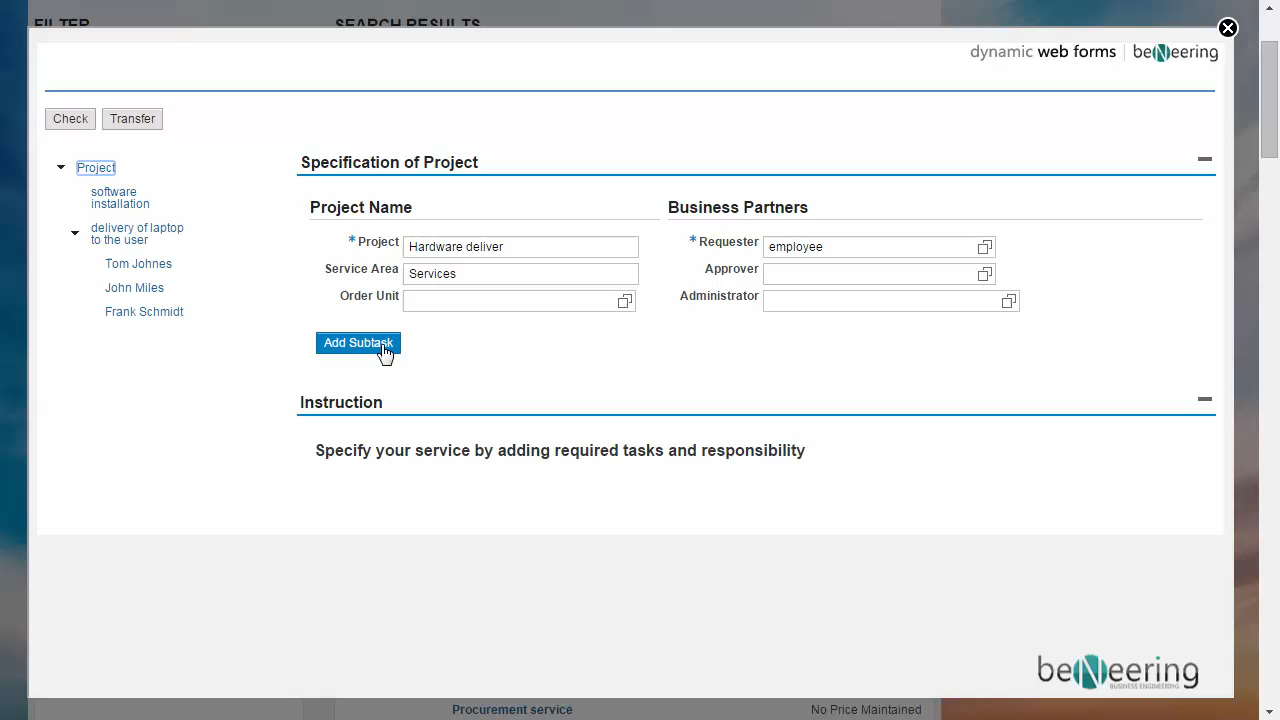 FILTER
SEARCH RESULTS
dynamic web forms
beNeering
Check
Transfer
Project
software
installation
delivery of laptop
to the user
Tom Johnes
John Miles
Frank Schmidt
Specification of Project
Project Name
* Project
Hardware deliver
Service Area
Services
Order Unit
Business Partners
* Requester
employee
Approver
Administrator
Add Subtask
Instruction
Specify your service by adding required tasks and responsibility
beNeering
BUSINESS ENGINEERING
Procurement service
No Price Maintained